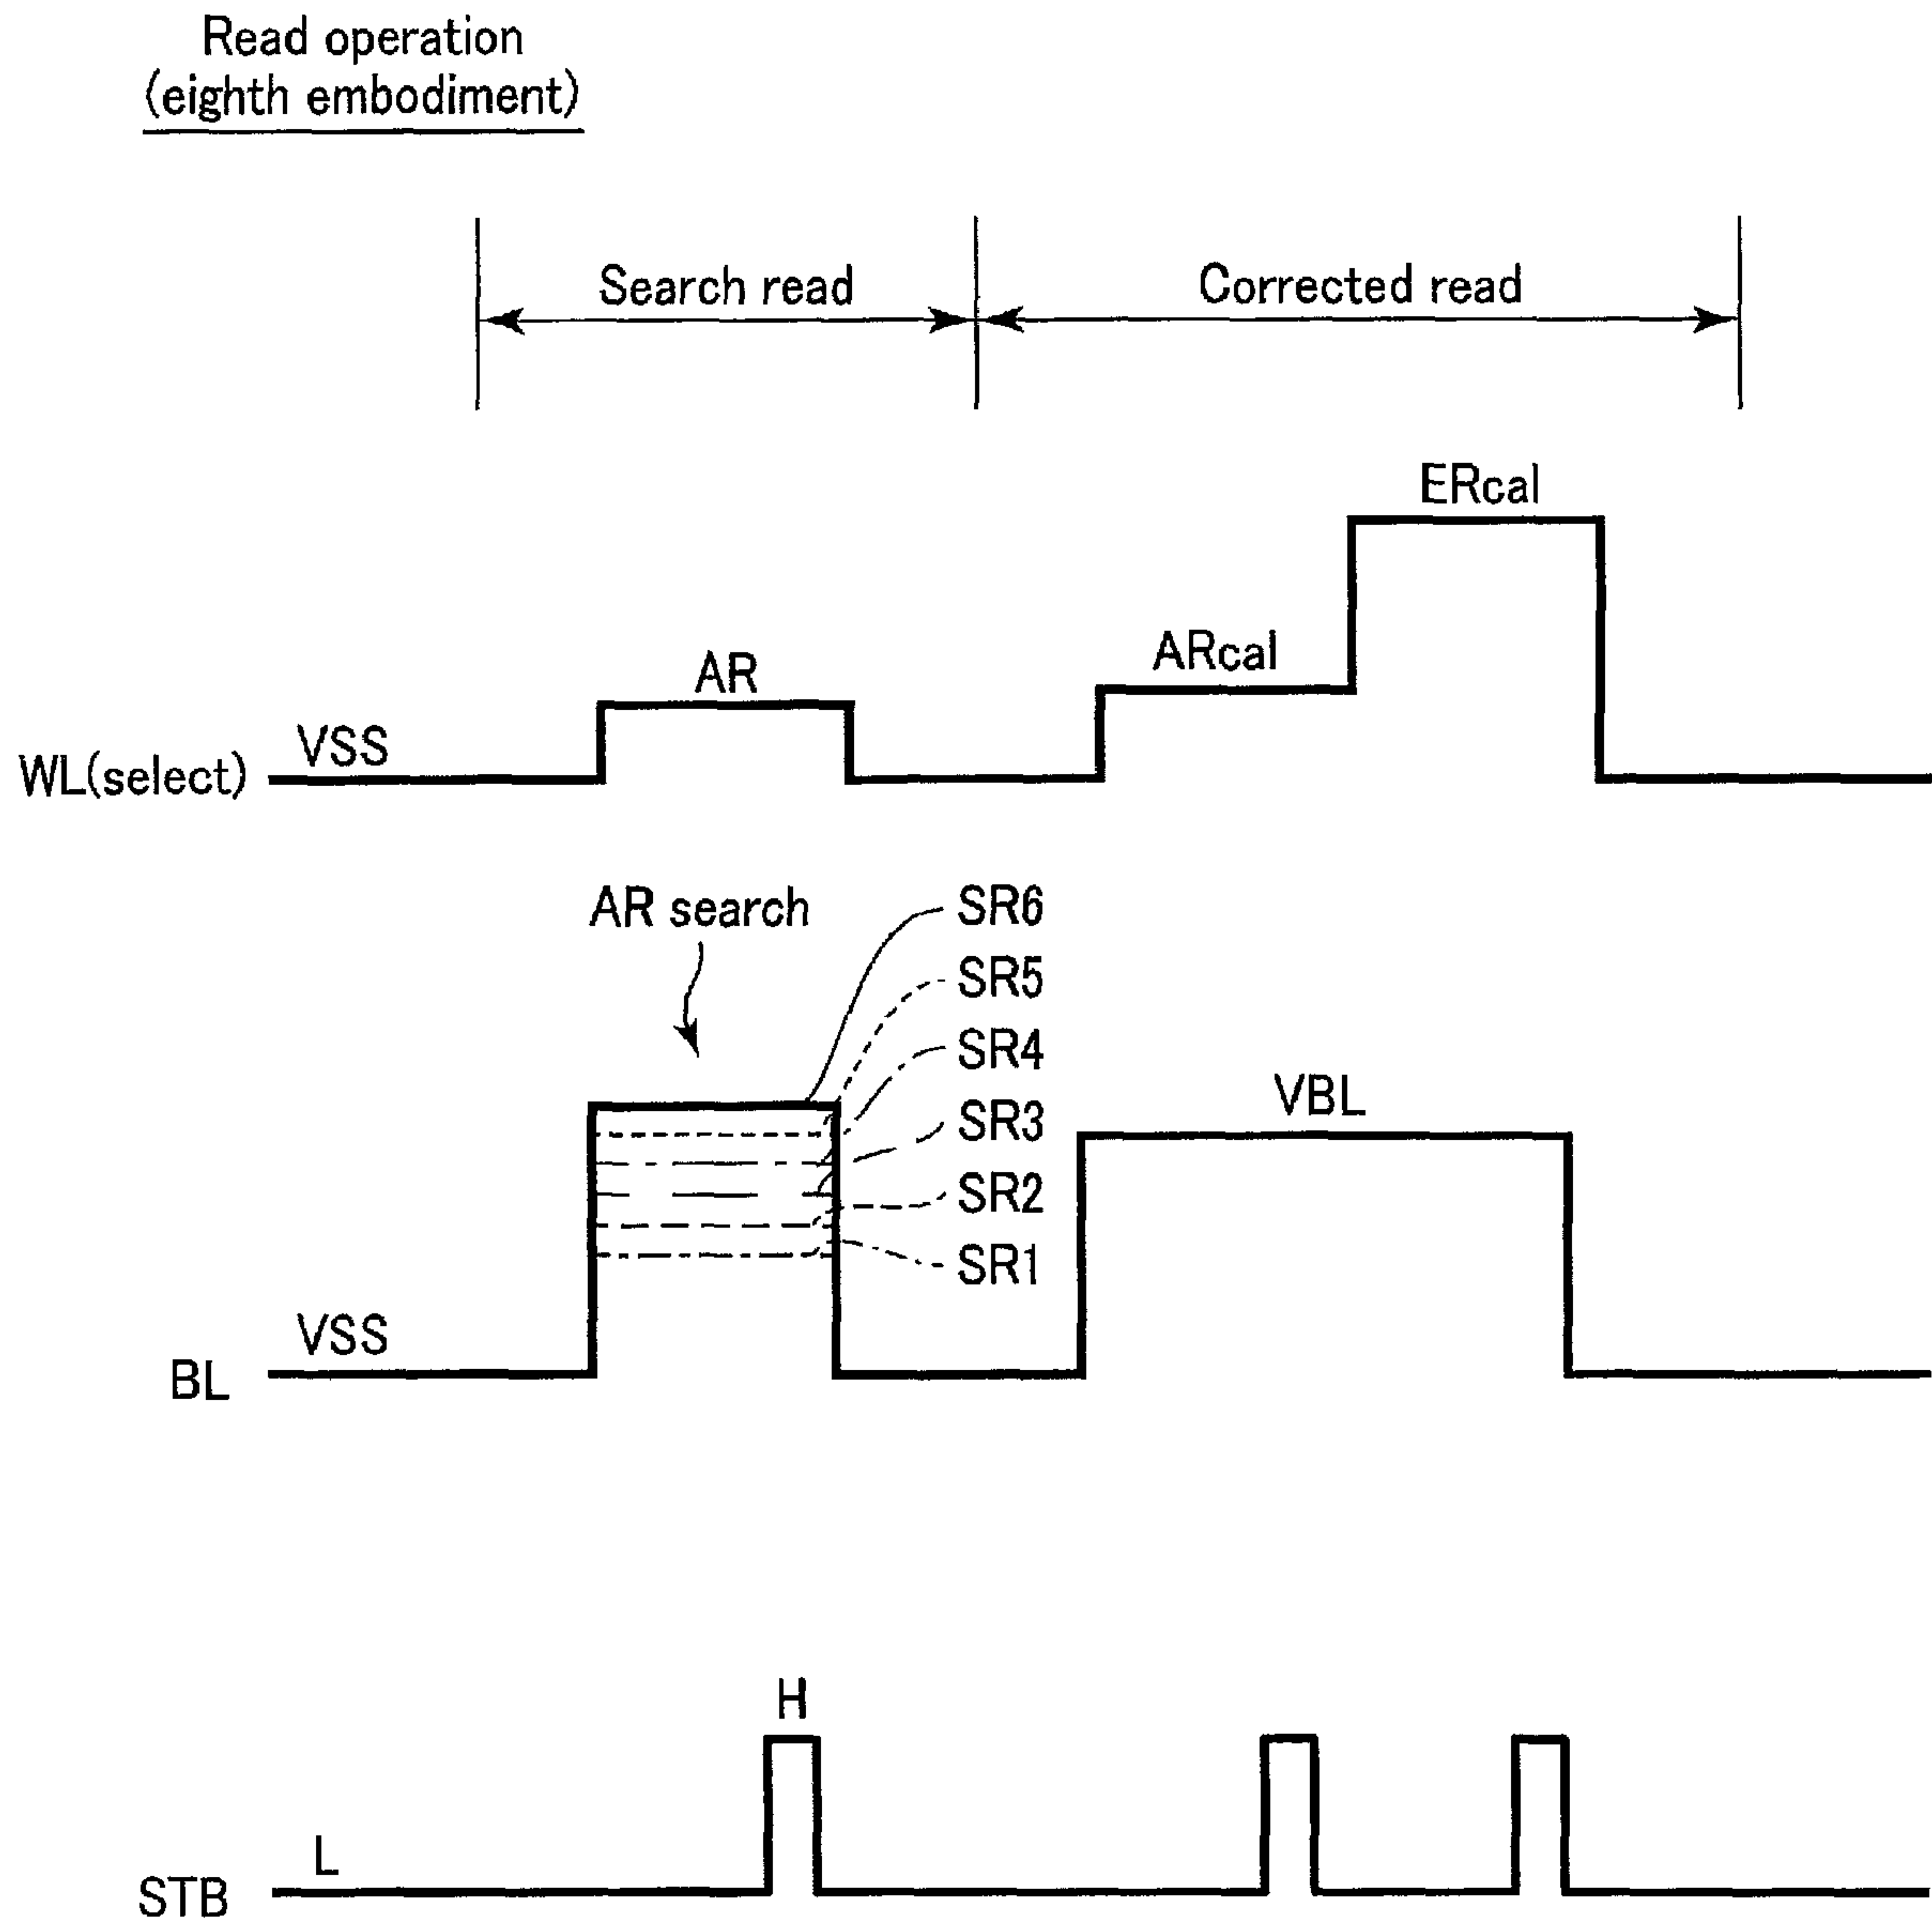 Read operation
(eighth embodiment)
Search read
Corrected read
ERcal
ARcal
AR
VSS
WL(select)
AR search
SR6
SR5
SR4
SR3
SR2
SR1
VBL
VSS
BL
H
L
STB